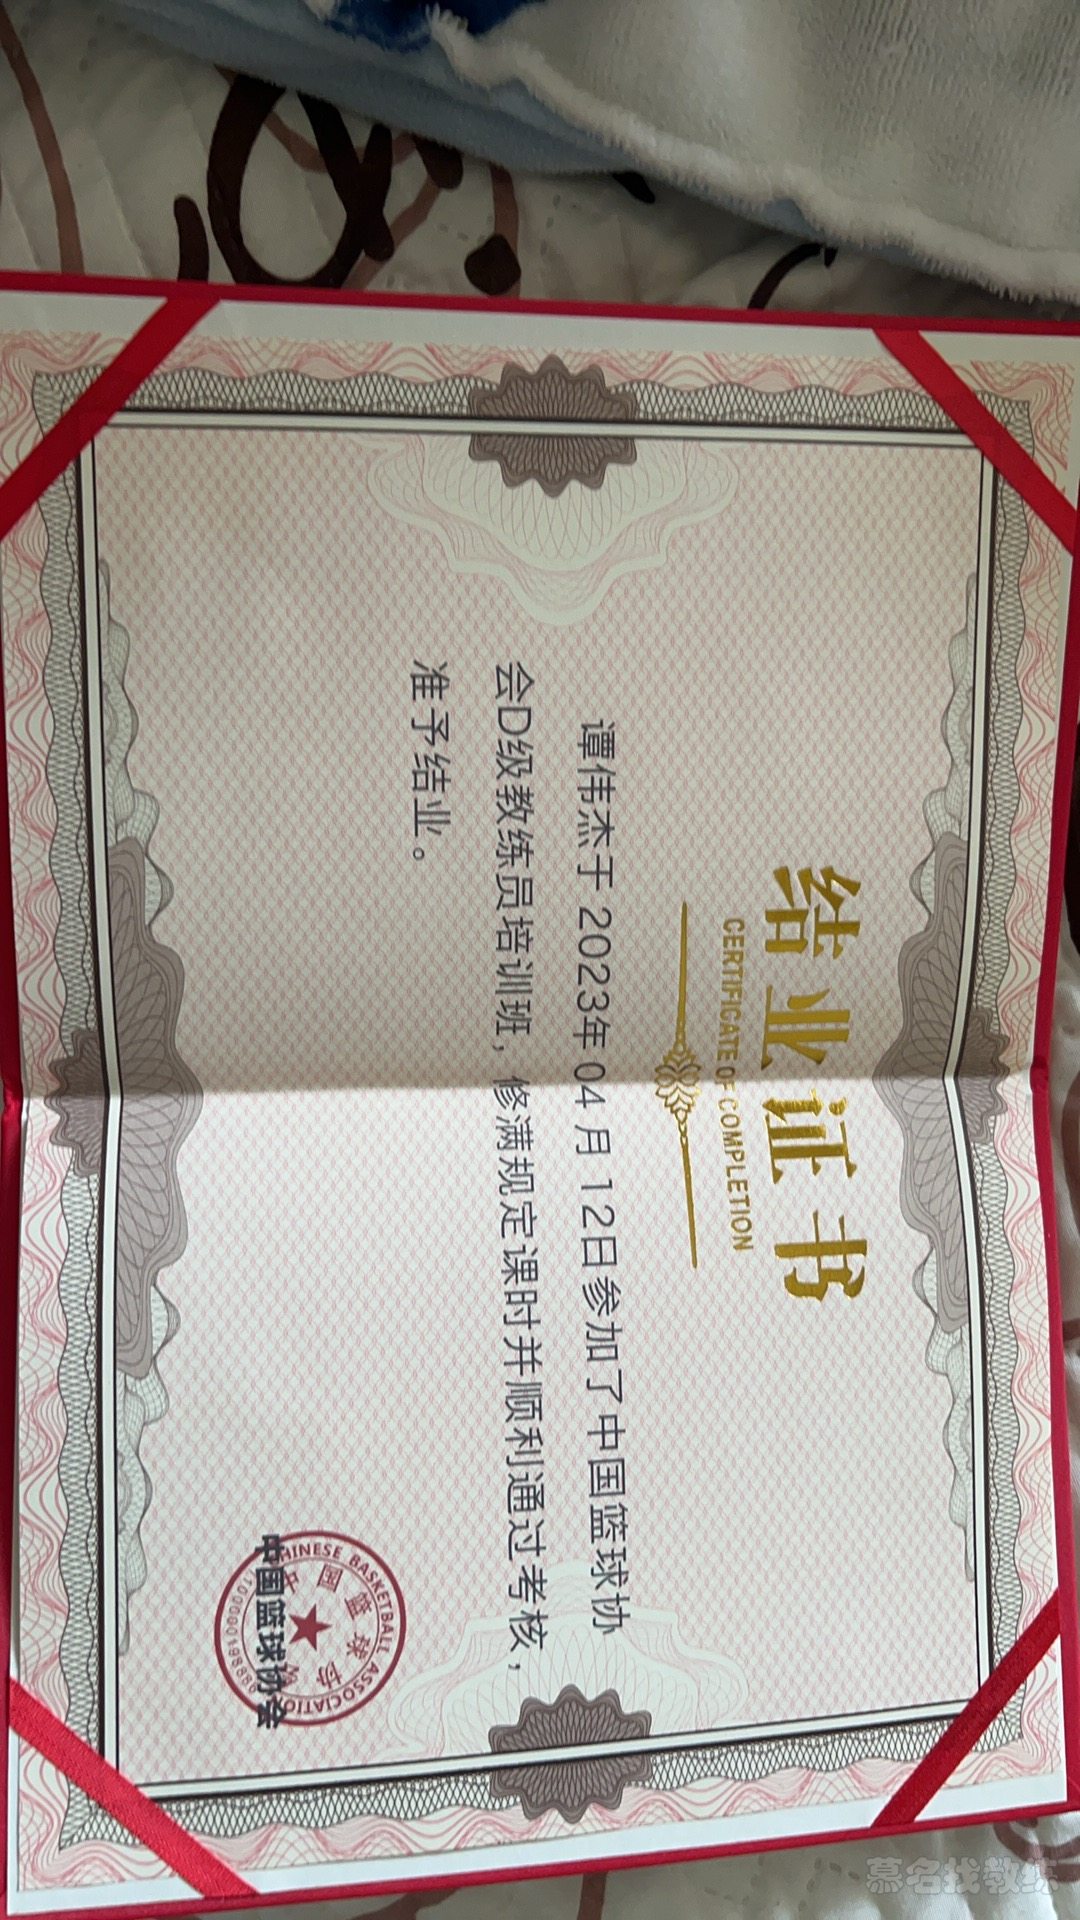 结业证书
CERTIFICATE OF COMPLETION
谭伟杰于 2023年 04 月 12日参加了中国篮球协
会D级教练员培训班，修满规定课时并顺利通过考核，
准予结业。
CHINESE BASKETBALL ASSOCIATION
中国篮球协会
中国篮球协会
慕名找教练